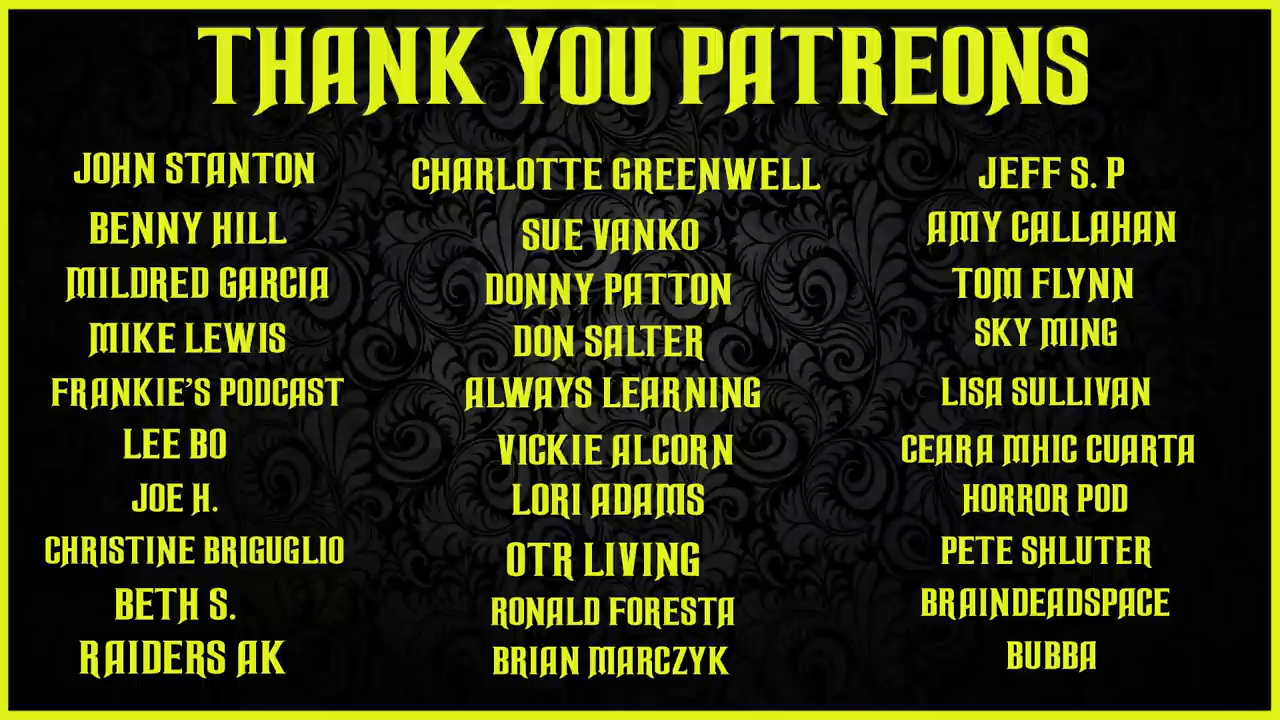 THANK YOU PATREONS
JOHN STANTON
BENNY HILL
MILDRED GARCIA
MIKE LEWIS
FRANKIE'S PODCAST
LEE BO
JOE H.
CHRISTINE BRIGUGLIO
BETH S.
RAIDERS AK
CHARLOTTE GREENWELL
SUE VANKO
DONNY PATTON
DON SALTER
ALWAYS LEARNING
VICKIE ALCORN
LORI ADAMS
OTR LIVING
RONALD FORESTA
BRIAN MARCZYK
JEFF S. P
AMY CALLAHAN
TOM FLYNN
SKY MING
LISA SULLIVAN
CEARA MHIC CUARTA
HORROR POD
PETE SHLUTER
BRAINDEADSPACE
BUBBA